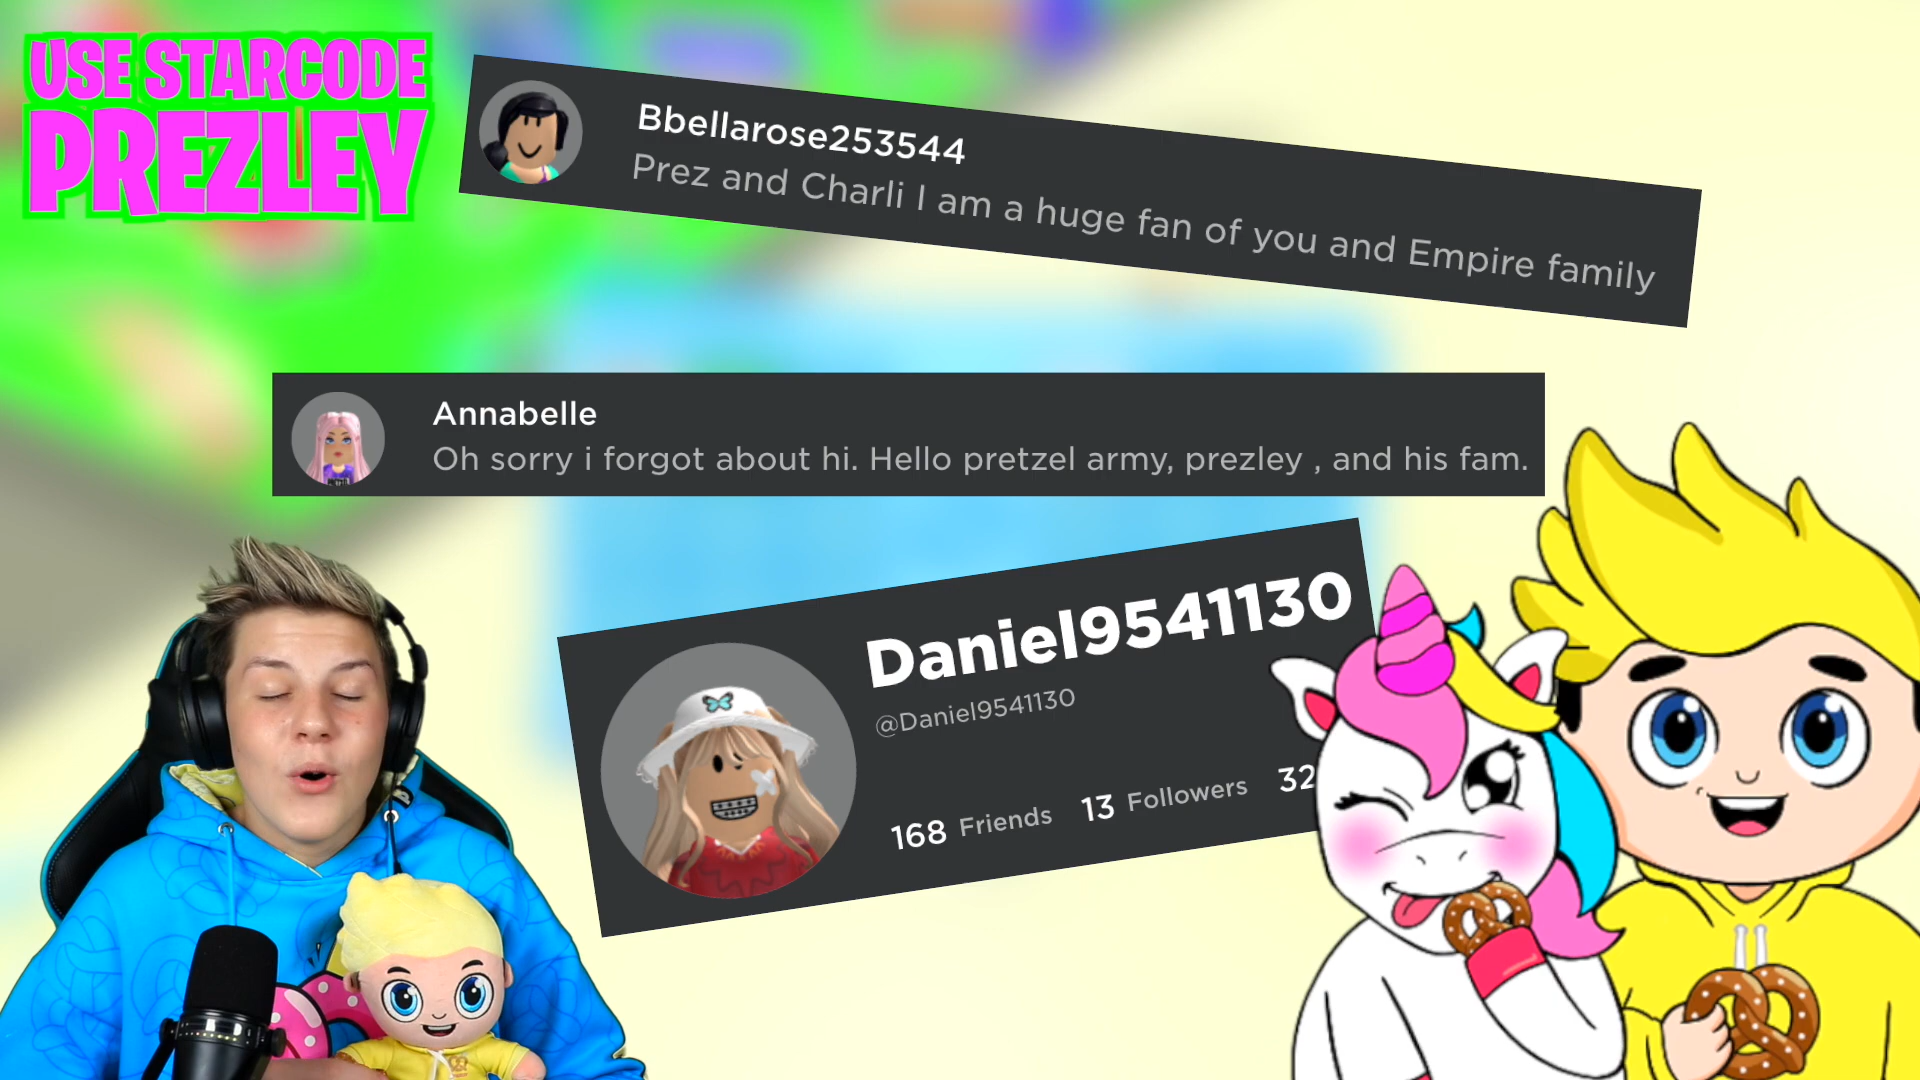 USE STARCODE
PREZLEY
Bbellarose253544
Prez and Charli I am a huge fan of you and Empire family
Annabelle
Oh sorry i forgot about hi. Hello pretzel army, prezley , and his fam.
Daniel9541130
@Daniel9541130
168 Friends 13 Followers 32